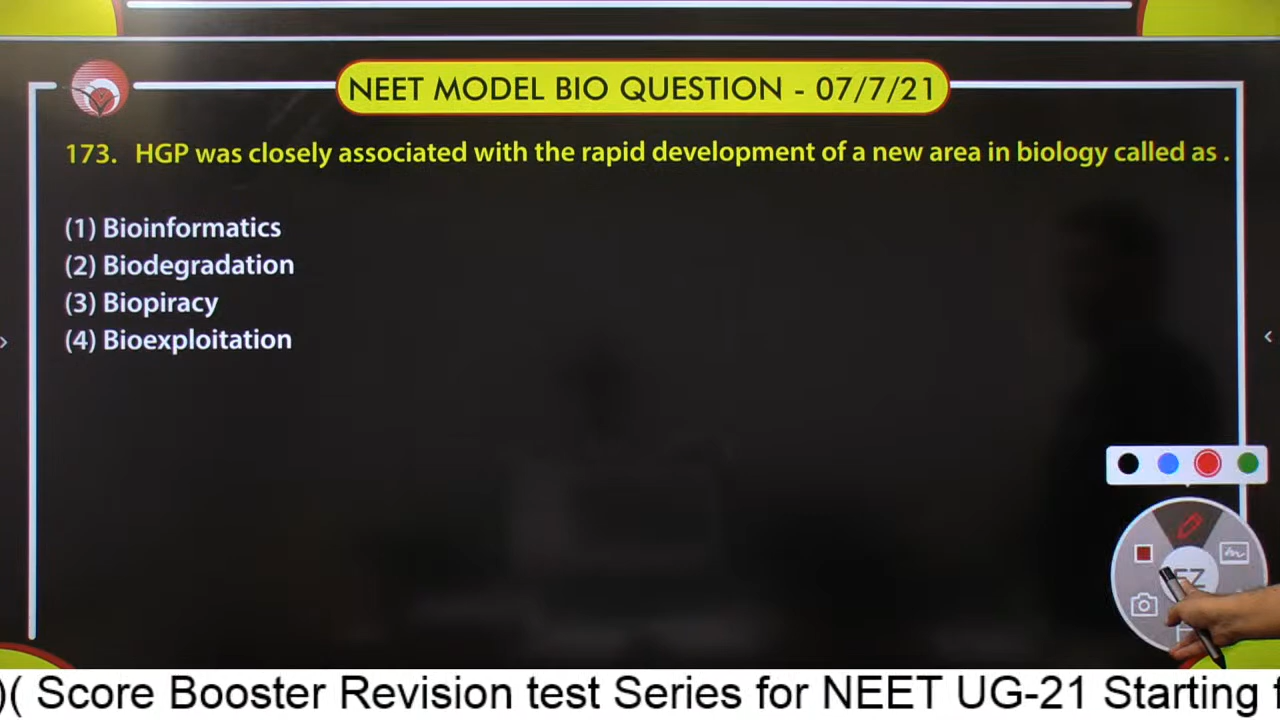 NEET MODEL BIO QUESTION - 07/7/21
173. HGP was closely associated with the rapid development of a new area in biology called as .
(1) Bioinformatics
(2) Biodegradation
(3) Biopiracy
(4) Bioexploitation
EZ
)( Score Booster Revision test Series for NEET UG-21 Starting f